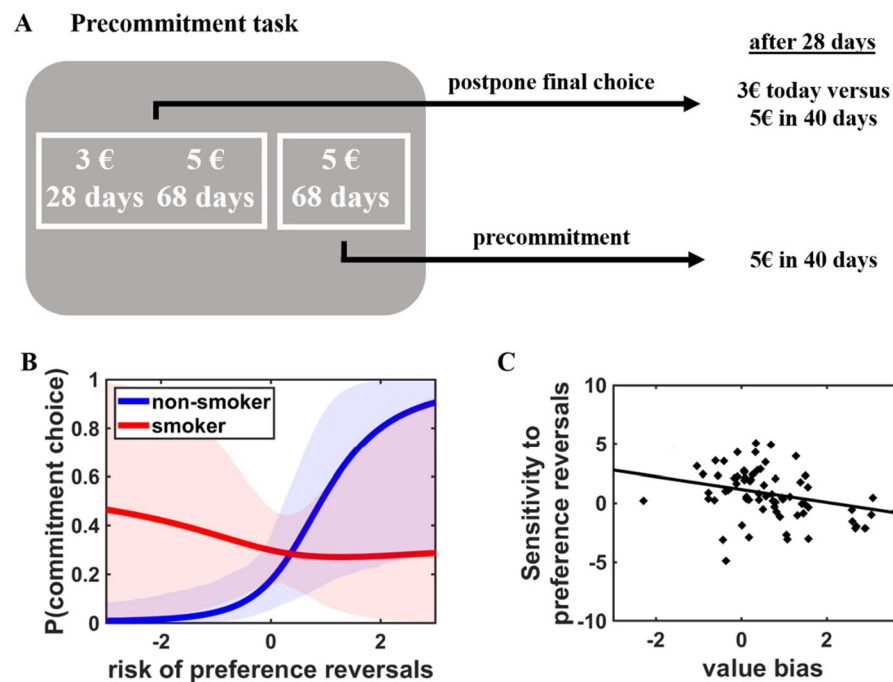 A Precommitment task
after 28 days
postpone final choice
3€ today versus
5€ in 40 days
3 € 5 € 5 €
28 days 68 days 68 days
precommitment
5€ in 40 days
B
P(commitment choice)
1
0.8
0.6
0.4
0.2
0
non-smoker
smoker
-2 0 2
risk of preference reversals
C
Sensitivity to
preference reversals
10
5
0
-5
-10
-2 0 2
value bias